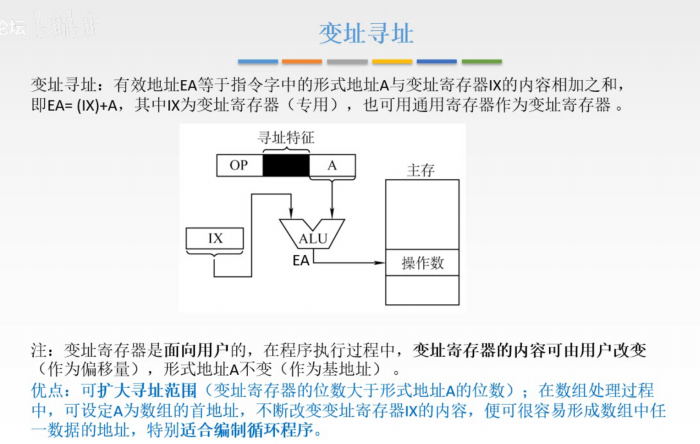 论坛
变址寻址
变址寻址：有效地址EA等于指令字中的形式地址A与变址寄存器IX的内容相加之和，
即EA= (IX)+A，其中IX为变址寄存器（专用），也可用通用寄存器作为变址寄存器 。
寻址特征
OP
A
主存
IX
ALU
EA
操作数
注：变址寄存器是面向用户的，在程序执行过程中，变址寄存器的内容可由用户改变
（作为偏移量），形式地址A不变（作为基地址） 。
优点：可扩大寻址范围（变址寄存器的位数大于形式地址A的位数）；在数组处理过程
中，可设定A为数组的首地址，不断改变变址寄存器IX的内容，便可很容易形成数组中任
一数据的地址，特别适合编制循环程序。